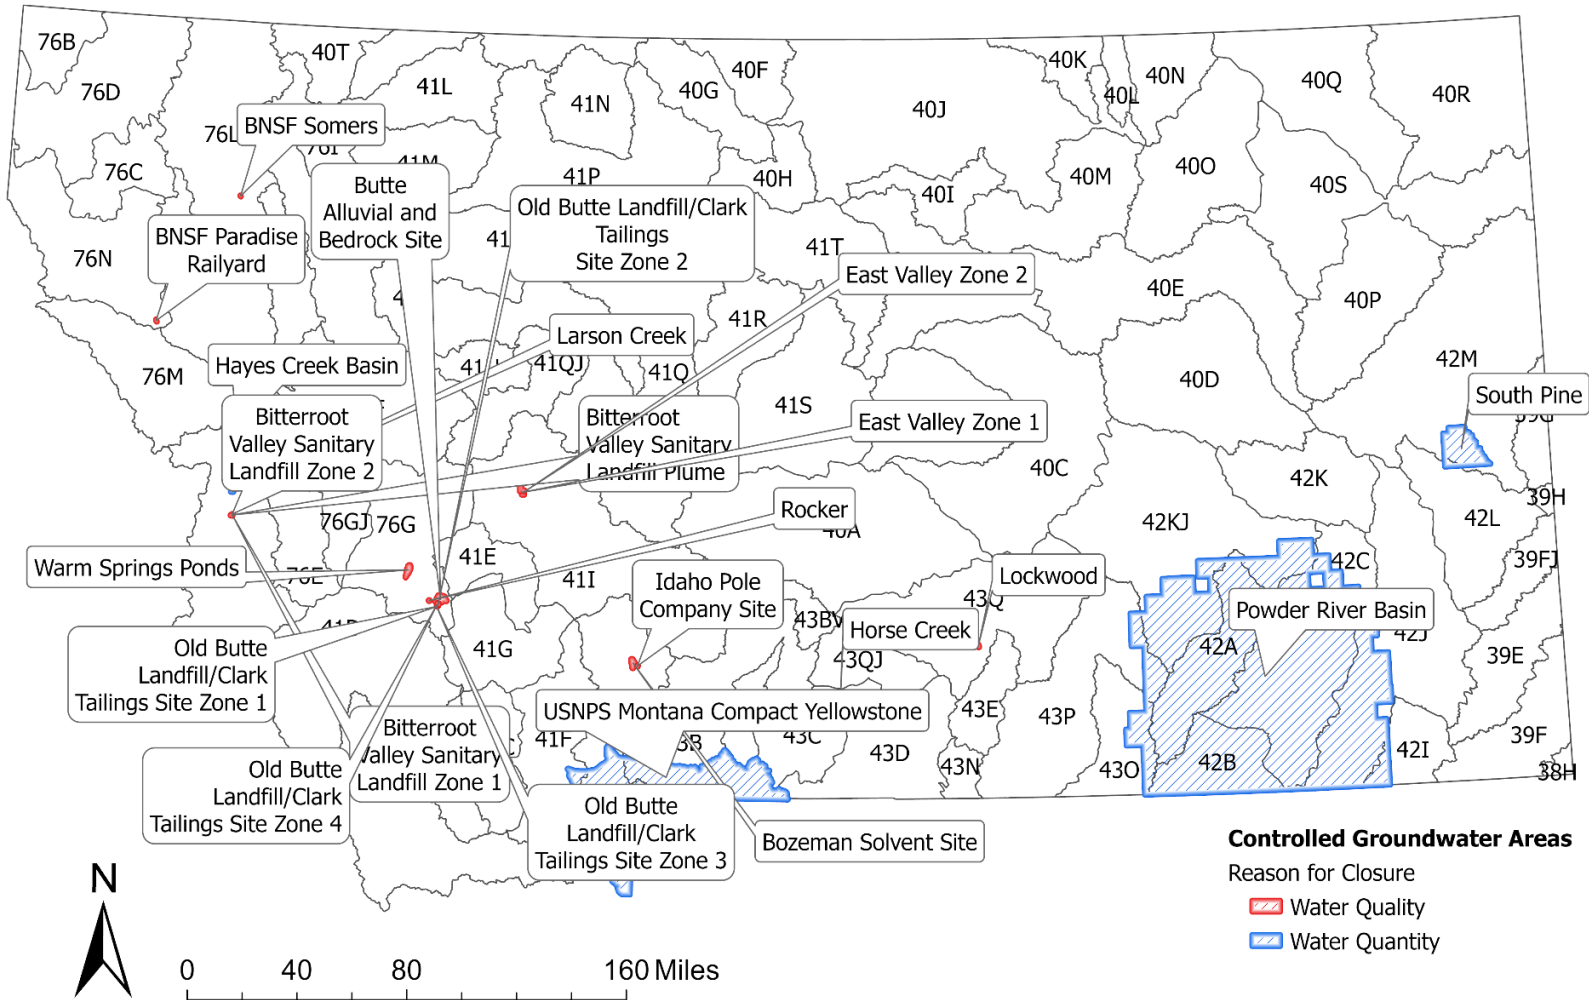 76B
40T
40F
40K
40N
40Q
40R
76D
41L
41N
40G
40J
40L
BNSF Somers
76C
41P
40H
40I
40M
40O
40S
Butte
Alluvial and
Bedrock Site
Old Butte Landfill/Clark
Tailings
Site Zone 2
BNSF Paradise
Railyard
76N
41T
East Valley Zone 2
40E
40P
41R
Larson Creek
Hayes Creek Basin
76M
41QJ
41Q
40D
42M
South Pine
41S
Bitterroot
Valley Sanitary
Landfill Zone 2
Bitterroot
Valley Sanitary
Landfill Plume
East Valley Zone 1
40C
42K
39H
76GJ
76G
Rocker
40A
42KJ
42L
Warm Springs Ponds
76E
41E
41I
Idaho Pole
Company Site
Lockwood
42C
39FJ
43Q
Horse Creek
Powder River Basin
43QJ
42A
42J
39E
Old Butte
Landfill/Clark
Tailings Site Zone 1
41G
USNPS Montana Compact Yellowstone
43E
43P
41F
43C
43D
43N
43O
42B
42I
39F
38H
Bitterroot
Valley Sanitary
Landfill Zone 1
Old Butte
Landfill/Clark
Tailings Site Zone 4
Old Butte
Landfill/Clark
Tailings Site Zone 3
Bozeman Solvent Site
Controlled Groundwater Areas
Reason for Closure
Water Quality
Water Quantity
N
0 40 80 160 Miles